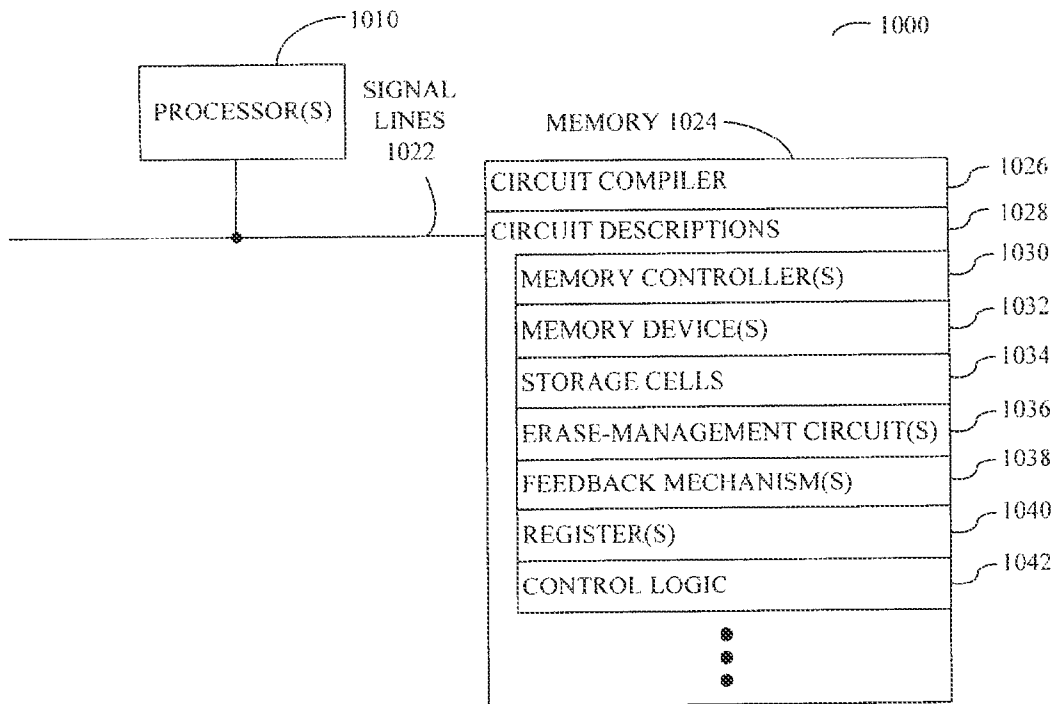 1010
1000
PROCESSOR(S)
SIGNAL
LINES
1022
MEMORY 1024
CIRCUIT COMPILER
1026
CIRCUIT DESCRIPTIONS
1028
MEMORY CONTROLLER(S)
1030
MEMORY DEVICE(S)
1032
STORAGE CELLS
1034
ERASE-MANAGEMENT CIRCUIT(S)
1036
FEEDBACK MECHANISM(S)
1038
REGISTER(S)
1040
CONTROL LOGIC
1042